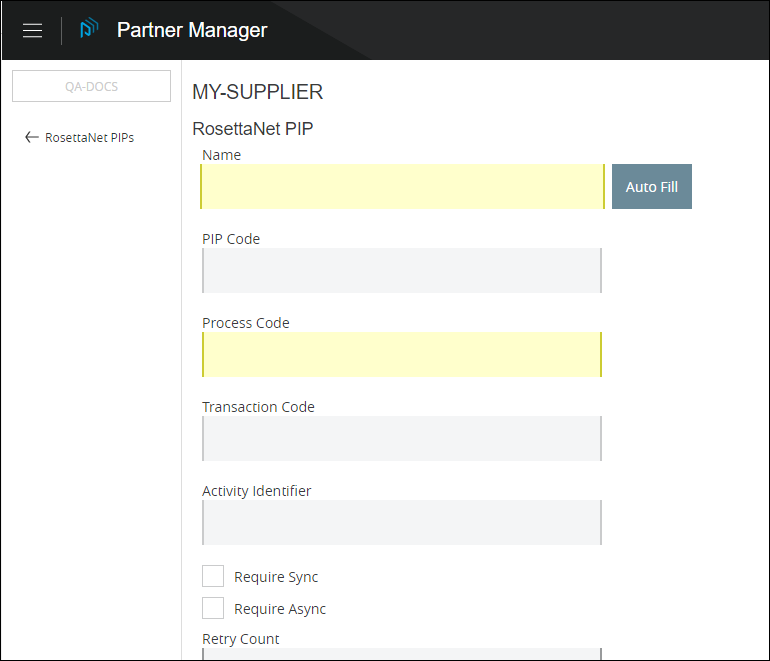 Partner Manager
QA-DOCS
RosettaNet PIPs
MY-SUPPLIER
RosettaNet PIP
Name
Auto Fill
PIP Code
Process Code
Transaction Code
Activity Identifier
Require Sync
Require Async
Retry Count